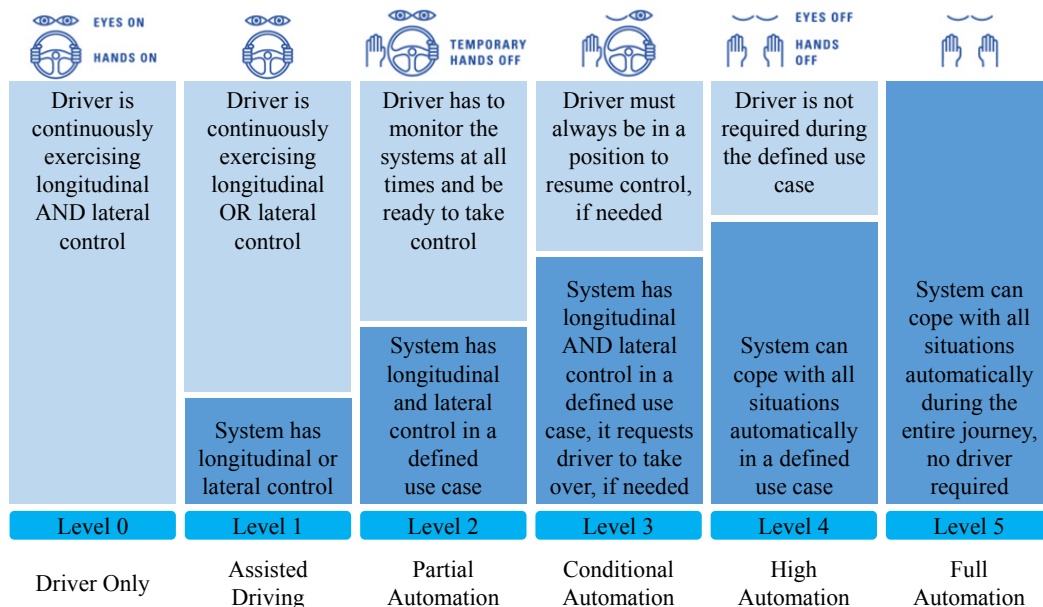 EYES ON
HANDS ON
TEMPORARY
HANDS OFF
EYES OFF
HANDS
OFF
Driver is
continuously
exercising
longitudinal
AND lateral
control
Driver is
continuously
exercising
longitudinal
OR lateral
control
Driver has to
monitor the
systems at all
times and be
ready to take
control
Driver must
always be in a
position to
resume control,
if needed
Driver is not
required during
the defined use
case
System has
longitudinal or
lateral control
System has
longitudinal
and lateral
control in a
defined
use case
System has
longitudinal
AND lateral
control in a
defined use
case, it requests
driver to take
over, if needed
System can
cope with all
situations
automatically
in a defined
use case
System can
cope with all
situations
automatically
during the
entire journey,
no driver
required
Level 0
Level 1
Level 2
Level 3
Level 4
Level 5
Driver Only
Assisted
Driving
Partial
Automation
Conditional
Automation
High
Automation
Full
Automation